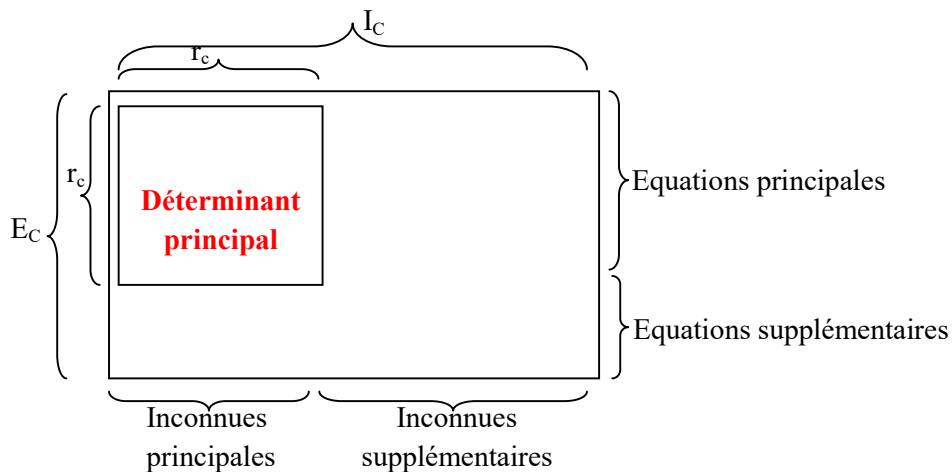 I_C
r_c
r_c
E_C
Déterminant
principal
Equations principales
Equations supplémentaires
Inconnues
principales
Inconnues
supplémentaires